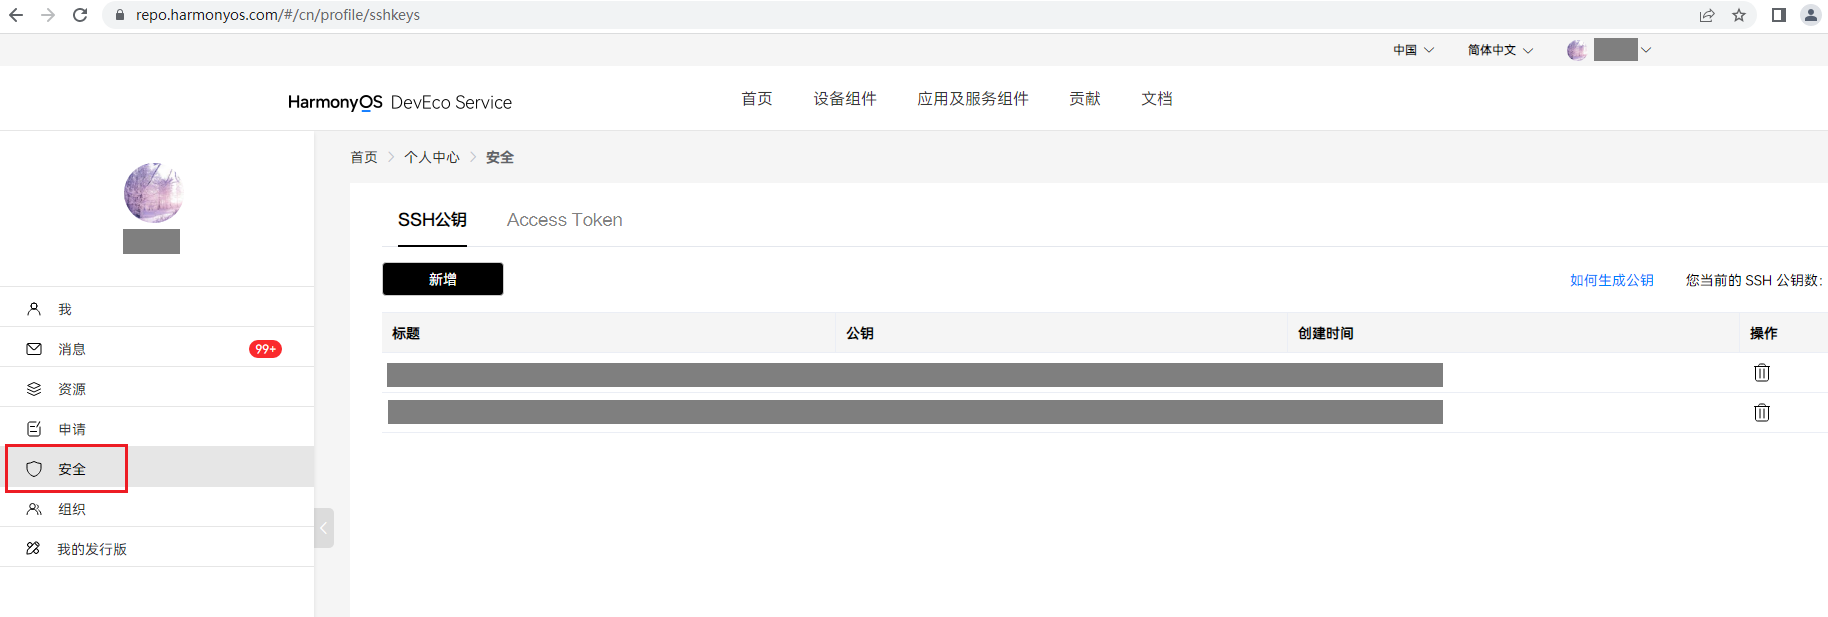 repo.harmonyos.com/#/cn/profile/sshkeys
中国 简体中文
HarmonyOS DevEco Service 首页 设备组件 应用及服务组件 贡献 文档
首页 > 个人中心 > 安全
SSH公钥 Access Token
新增 如何生成公钥 您当前的 SSH 公钥数:
标题 公钥 创建时间 操作
我
消息 99+
资源
申请
安全
组织
我的发行版